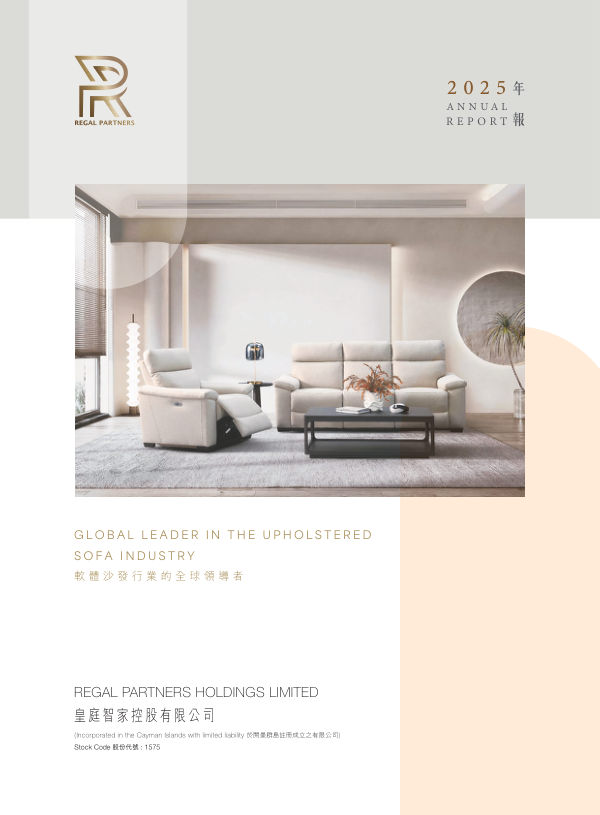 REGAL PARTNERS
2025年
ANNUAL
REPORT報
GLOBAL LEADER IN THE UPHOLSTERED
SOFA INDUSTRY
軟體沙發行業的全球領導者
REGAL PARTNERS HOLDINGS LIMITED
皇庭智家控股有限公司
(Incorporated in the Cayman Islands with limited liability 於開曼群島註冊成立之有限公司)
Stock Code 股份代號 : 1575